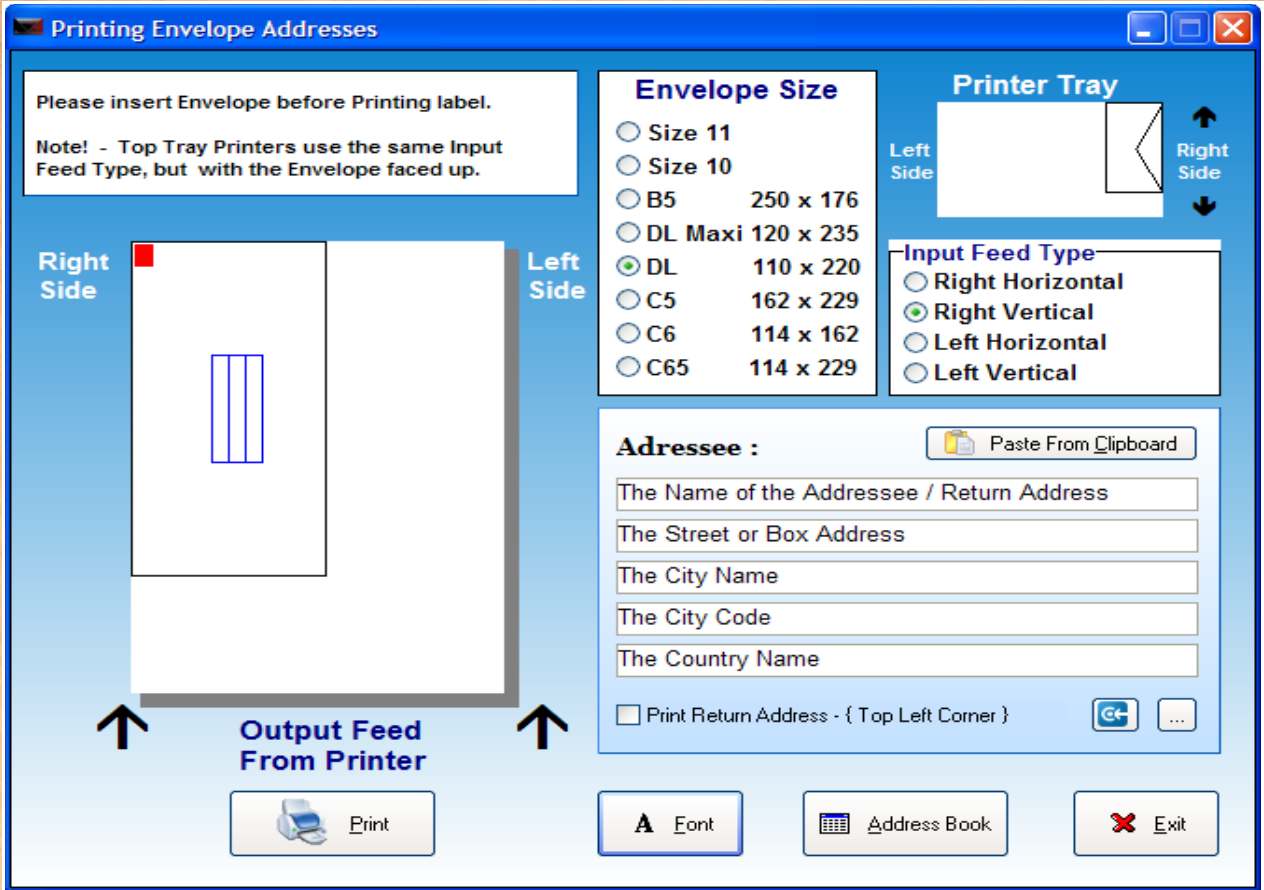 Printing Envelope Addresses
Please insert Envelope before Printing label.
Note! - Top Tray Printers use the same Input
Feed Type, but with the Envelope faced up.
Right
Side
Left
Side
Output Feed
From Printer
Print
Envelope Size
Size 11
Size 10
B5 250 x 176
DL Maxi 120 x 235
DL 110 x 220
C5 162 x 229
C6 114 x 162
C65 114 x 229
Printer Tray
Left
Side
Right
Side
Input Feed Type
Right Horizontal
Right Vertical
Left Horizontal
Left Vertical
Adressee :
Paste From Clipboard
The Name of the Addressee / Return Address
The Street or Box Address
The City Name
The City Code
The Country Name
Print Return Address - { Top Left Corner }
...
A Font
Address Book
Exit